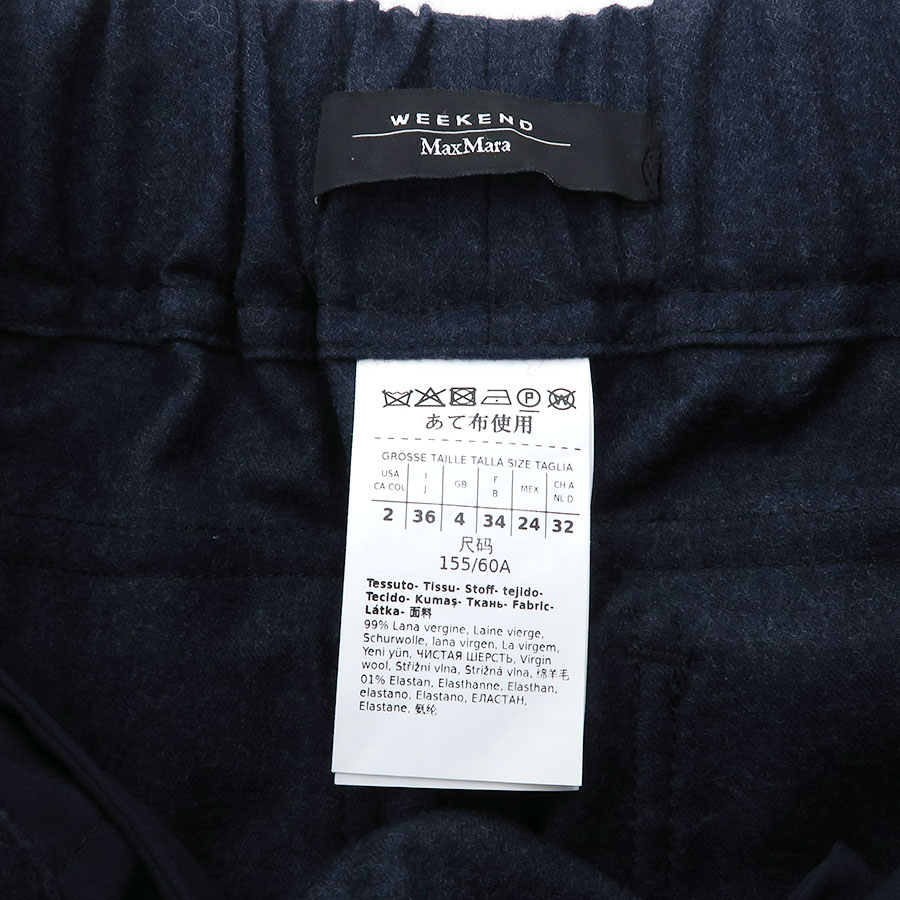 WEEKEND
MaxMara
P W
あて布使用
GRÖSSE TAILLE TALLA SIZE TAGLIA
USA CA COL I J GB F B MEX CH A NL D
2 36 4 34 24 32
尺码
155/60A
Tessuto- Tissu- Stoff- tejido-
Tecido- Kumaş- Ткань- Fabric-
Látka- 面料
99% Lana vergine, Laine vierge,
Schurwolle, lana virgen, La virgem,
Yeni yün, ЧИСТАЯ ШЕРСТЬ, Virgin
wool, Střižní vlna, Strižná vlna, 绵羊毛
01% Elastan, Elasthanne, Elasthan,
elastano, Elastano, ЕЛАСТАН,
Elastane, 氨纶